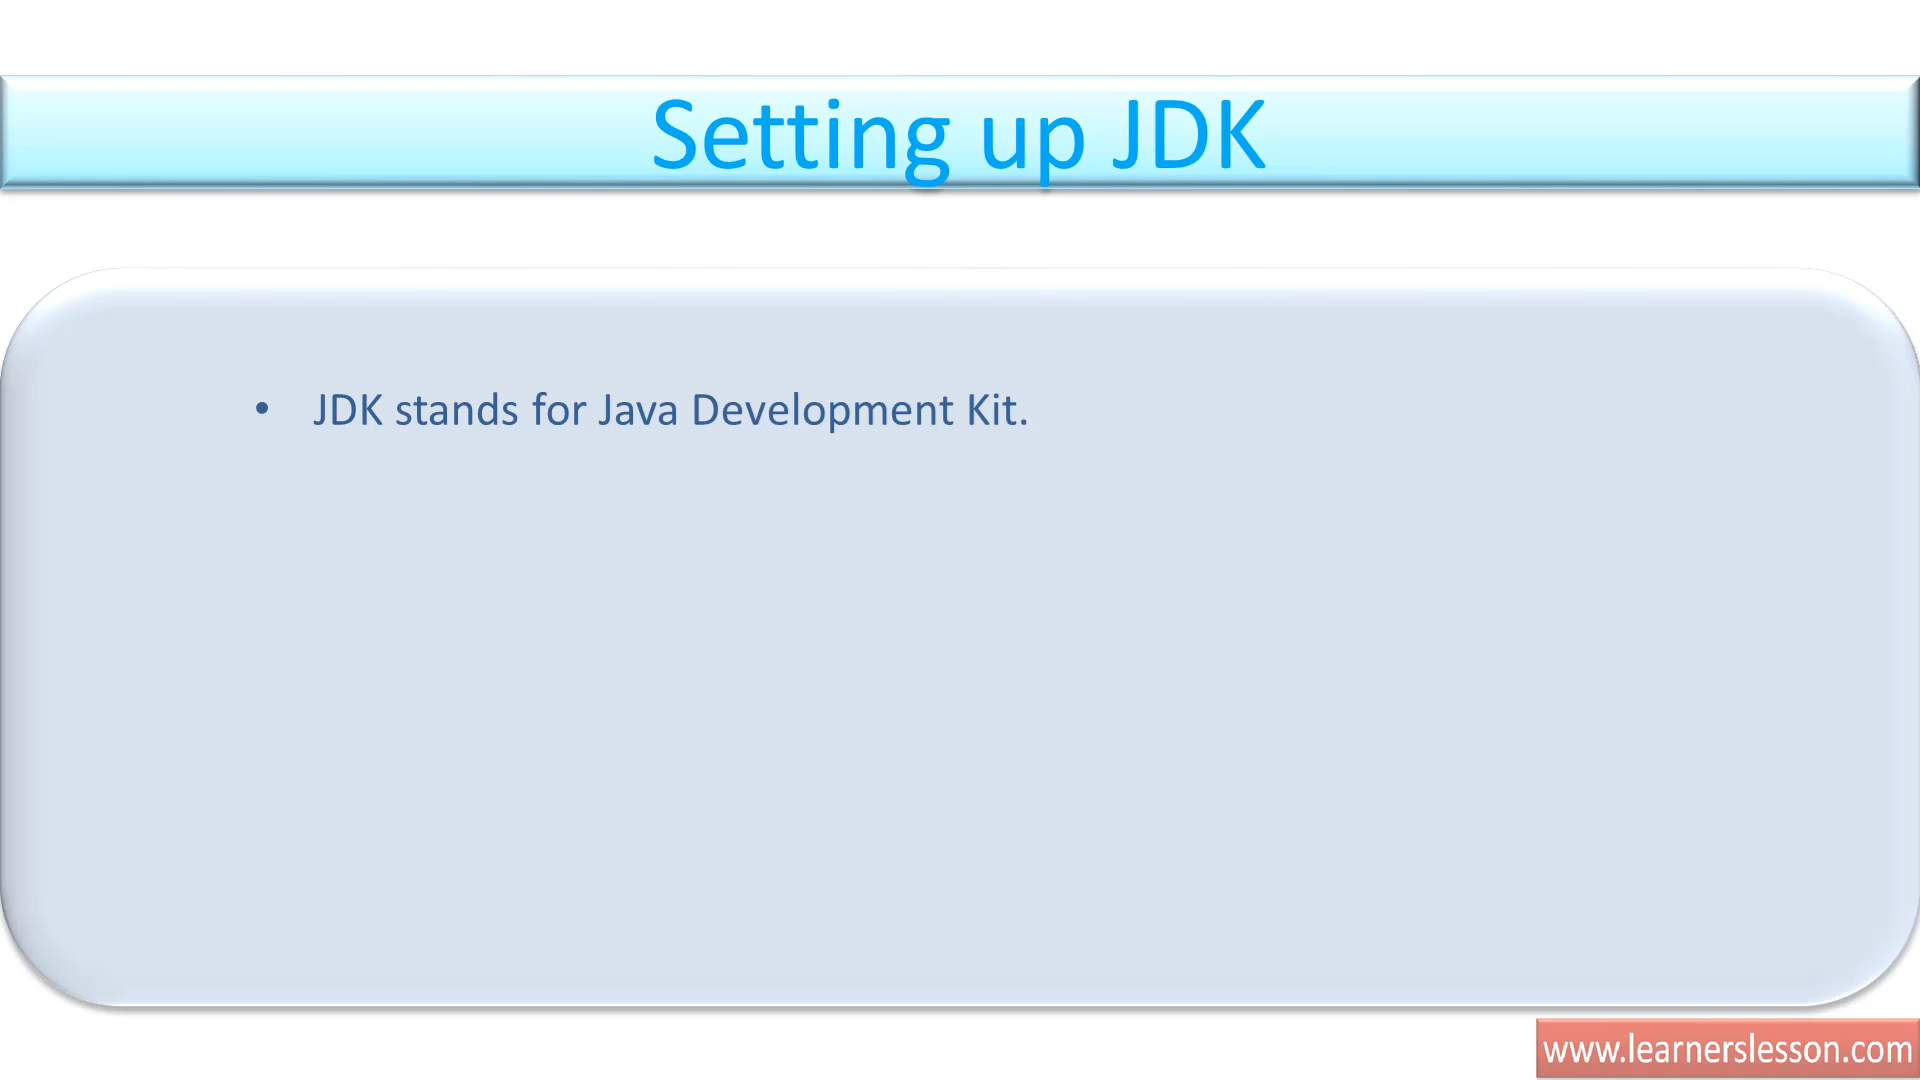 Setting up JDK
• JDK stands for Java Development Kit.
www.learnerslesson.com